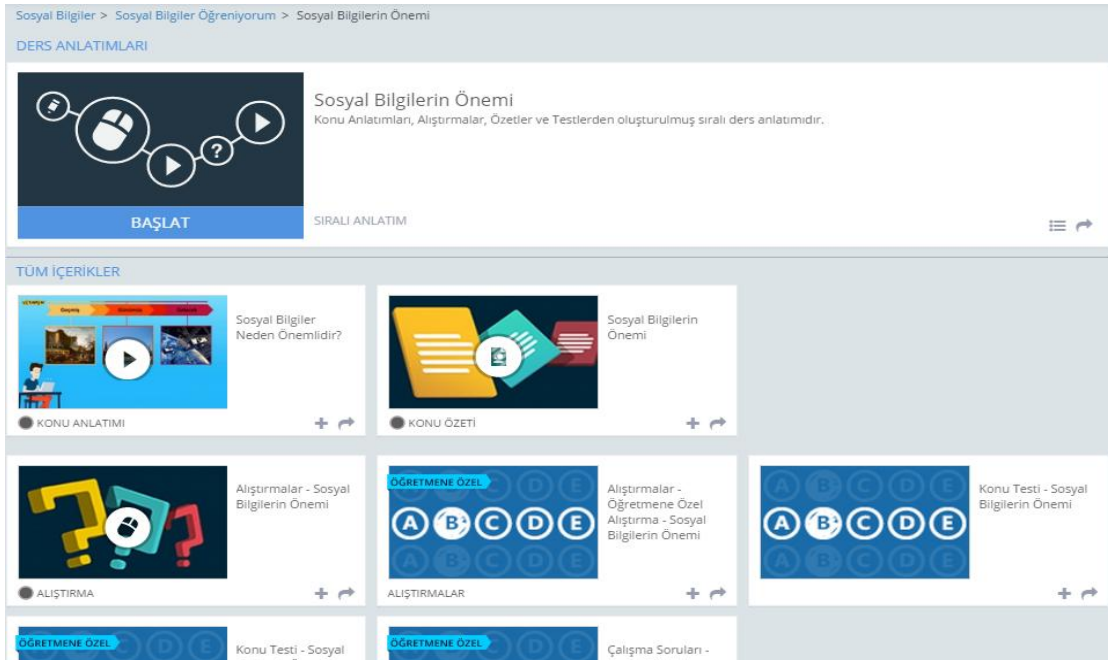 Sosyal Bilgiler > Sosyal Bilgiler Öğreniyorum > Sosyal Bilgilerin Önemi
DERS ANLATIMLARI
Sosyal Bilgilerin Önemi
Konu Anlatımları, Alıştırmalar, Özetler ve Testlerden oluşturulmuş sıralı ders anlatımıdır.
?
BAŞLAT
SIRALI ANLATIM
TÜM İÇERİKLER
Sosyal Bilgiler
Neden Önemlidir?
KONU ANLATIMI
Sosyal Bilgilerin
Önemi
KONU ÖZETİ
Alıştırmalar - Sosyal
Bilgilerin Önemi
ALIŞTIRMA
ÖĞRETMENE ÖZEL
A B C D E
Alıştırmalar -
Öğretmene Özel
Alıştırma - Sosyal
Bilgilerin Önemi
ALIŞTIRMALAR
A B C D E
Konu Testi - Sosyal
Bilgilerin Önemi
ÖĞRETMENE ÖZEL
Konu Testi - Sosyal
ÖĞRETMENE ÖZEL
Çalışma Soruları -